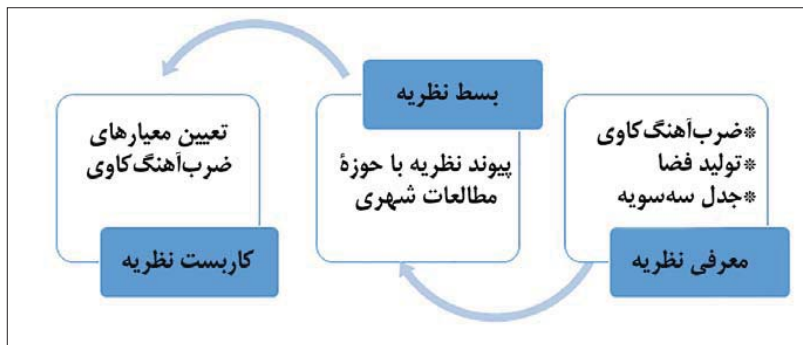 *ضرب‌آهنگ‌کاوی
*تولید فضا
*جدل سه‌سویه
معرفی نظریه
بسط نظریه
پیوند نظریه با حوزهٔ
مطالعات شهری
تعیین معیارهای
ضرب‌آهنگ‌کاوی
کاربست نظریه